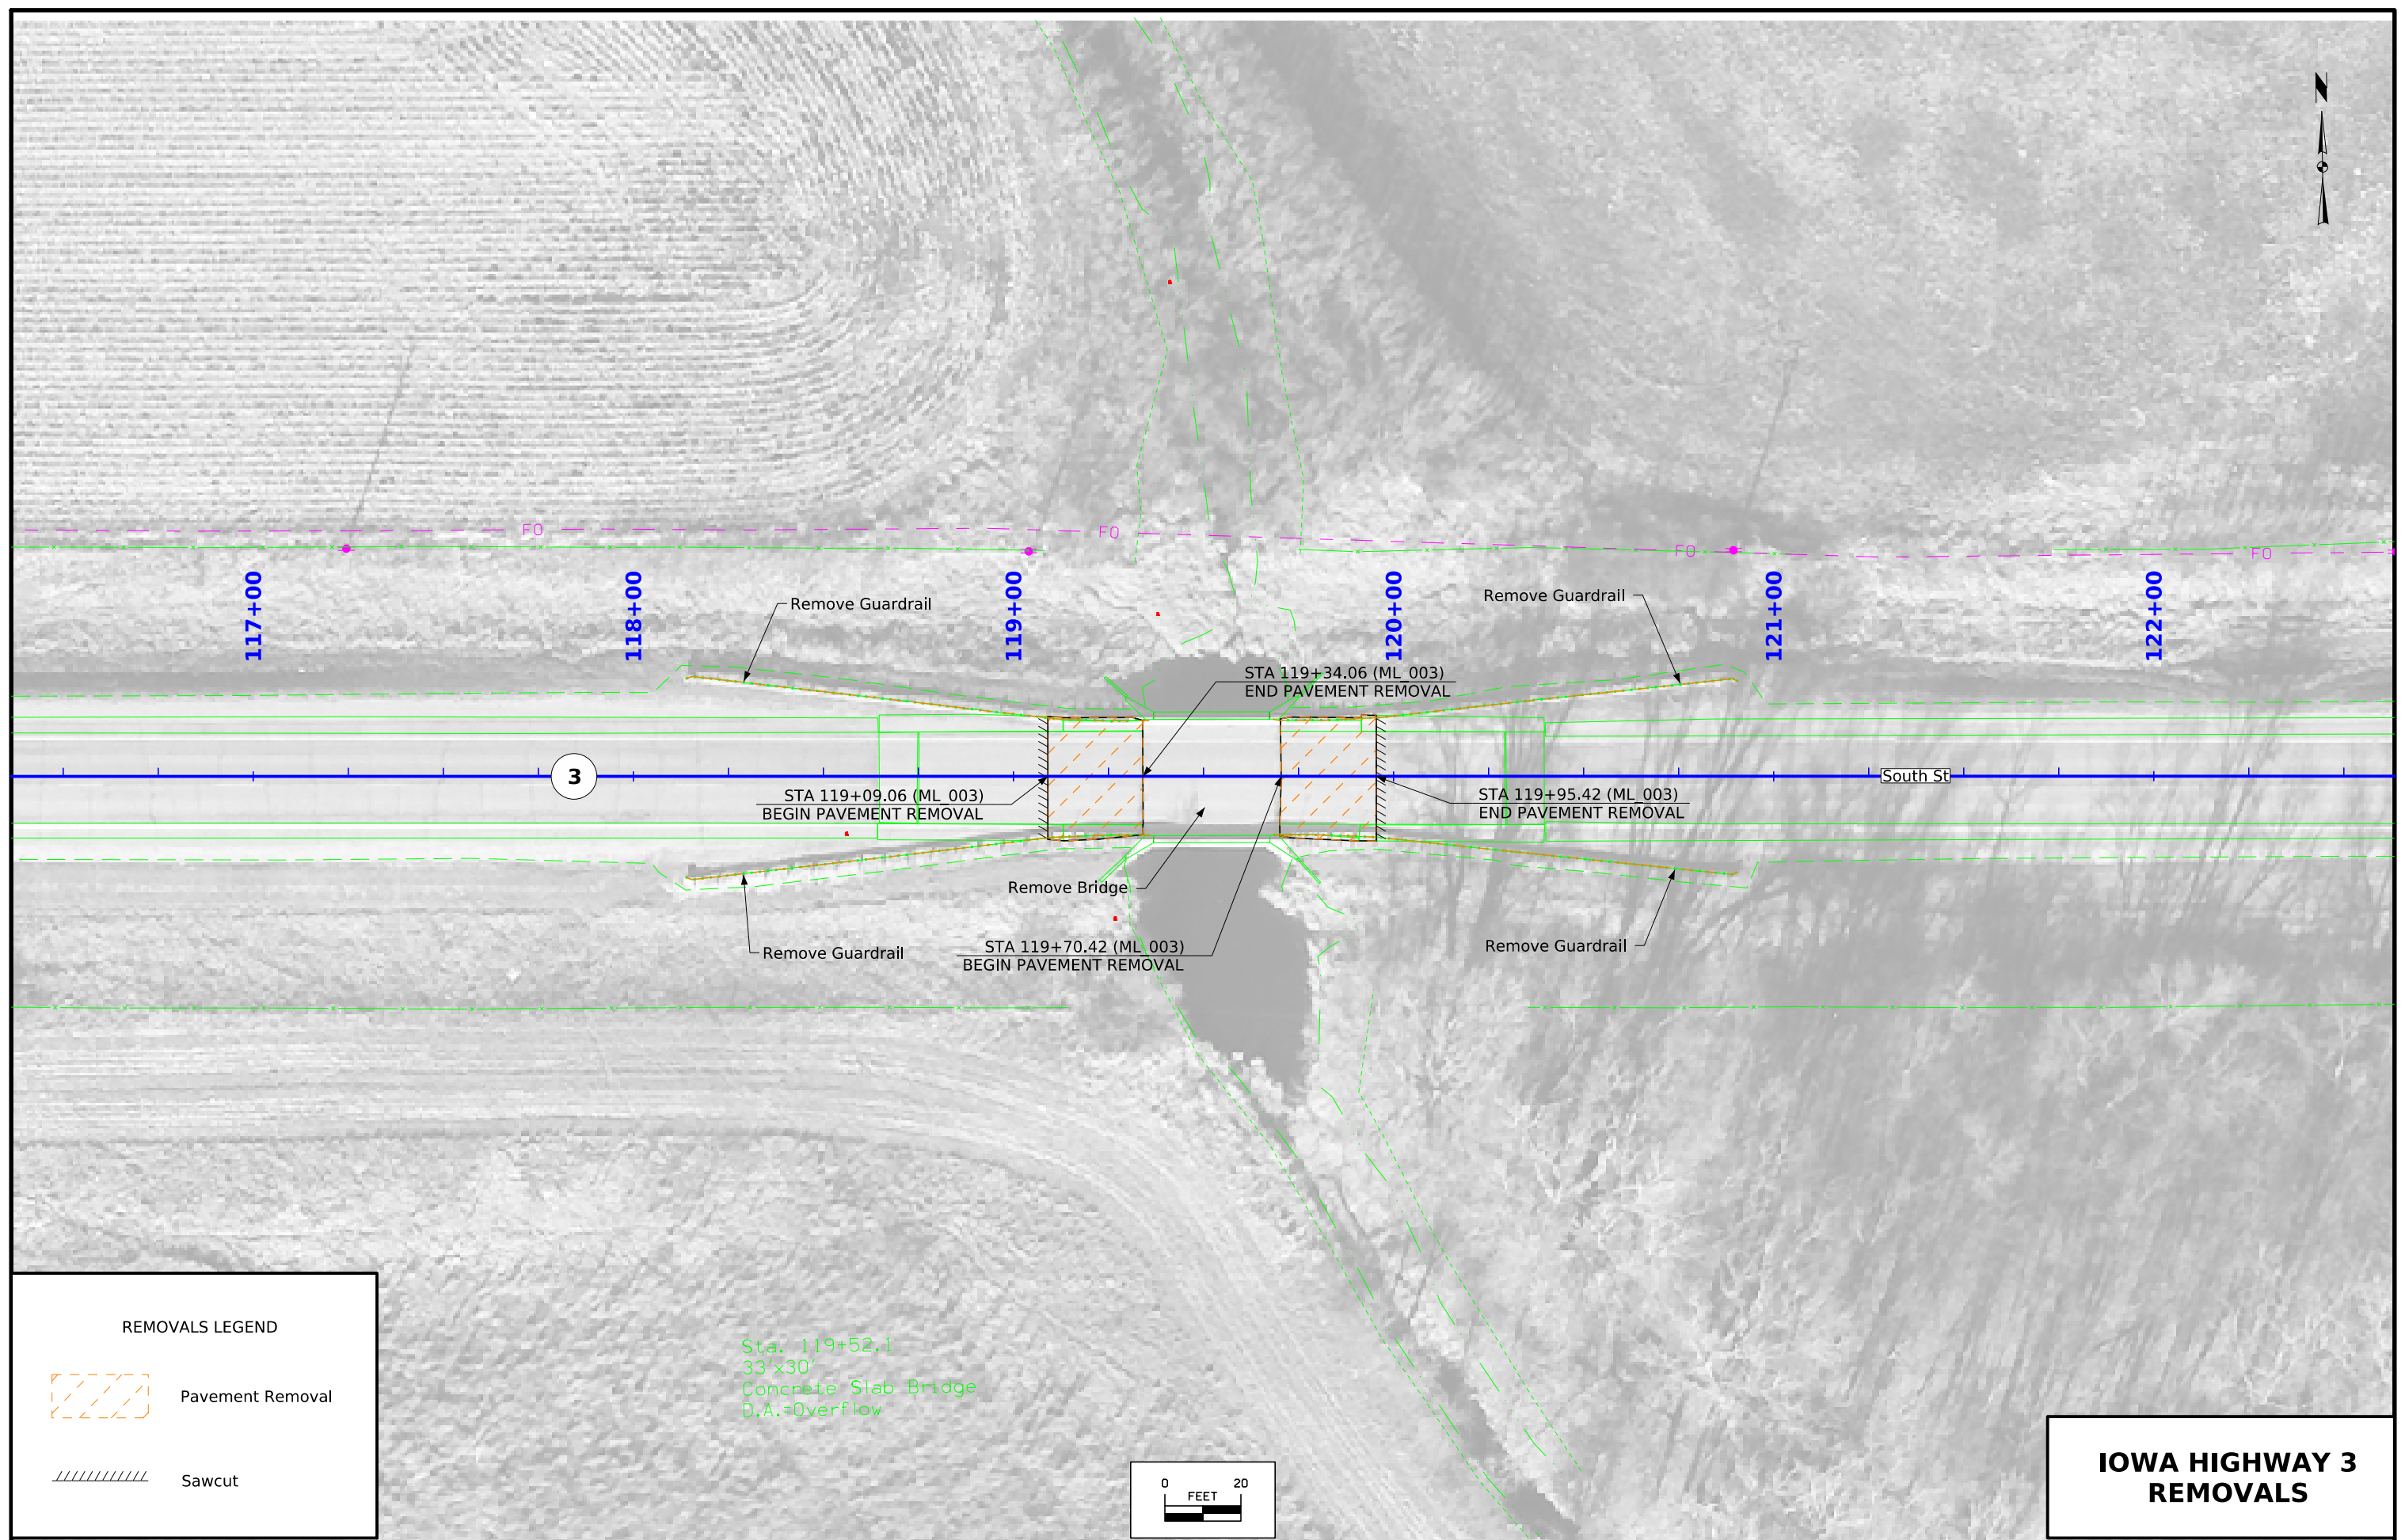 N
FO
FO
FO
FO
117+00
118+00
119+00
120+00
121+00
122+00
Remove Guardrail
Remove Guardrail
STA 119+34.06 (ML_003)
END PAVEMENT REMOVAL
3
South St
STA 119+09.06 (ML_003)
BEGIN PAVEMENT REMOVAL
STA 119+95.42 (ML_003)
END PAVEMENT REMOVAL
Remove Bridge
Remove Guardrail
STA 119+70.42 (ML_003)
BEGIN PAVEMENT REMOVAL
Remove Guardrail
REMOVALS LEGEND
Pavement Removal
Sawcut
Sta. 119+52.1
33'x30'
Concrete Slab Bridge
D.A.=Overflow
0 20
FEET
IOWA HIGHWAY 3
REMOVALS